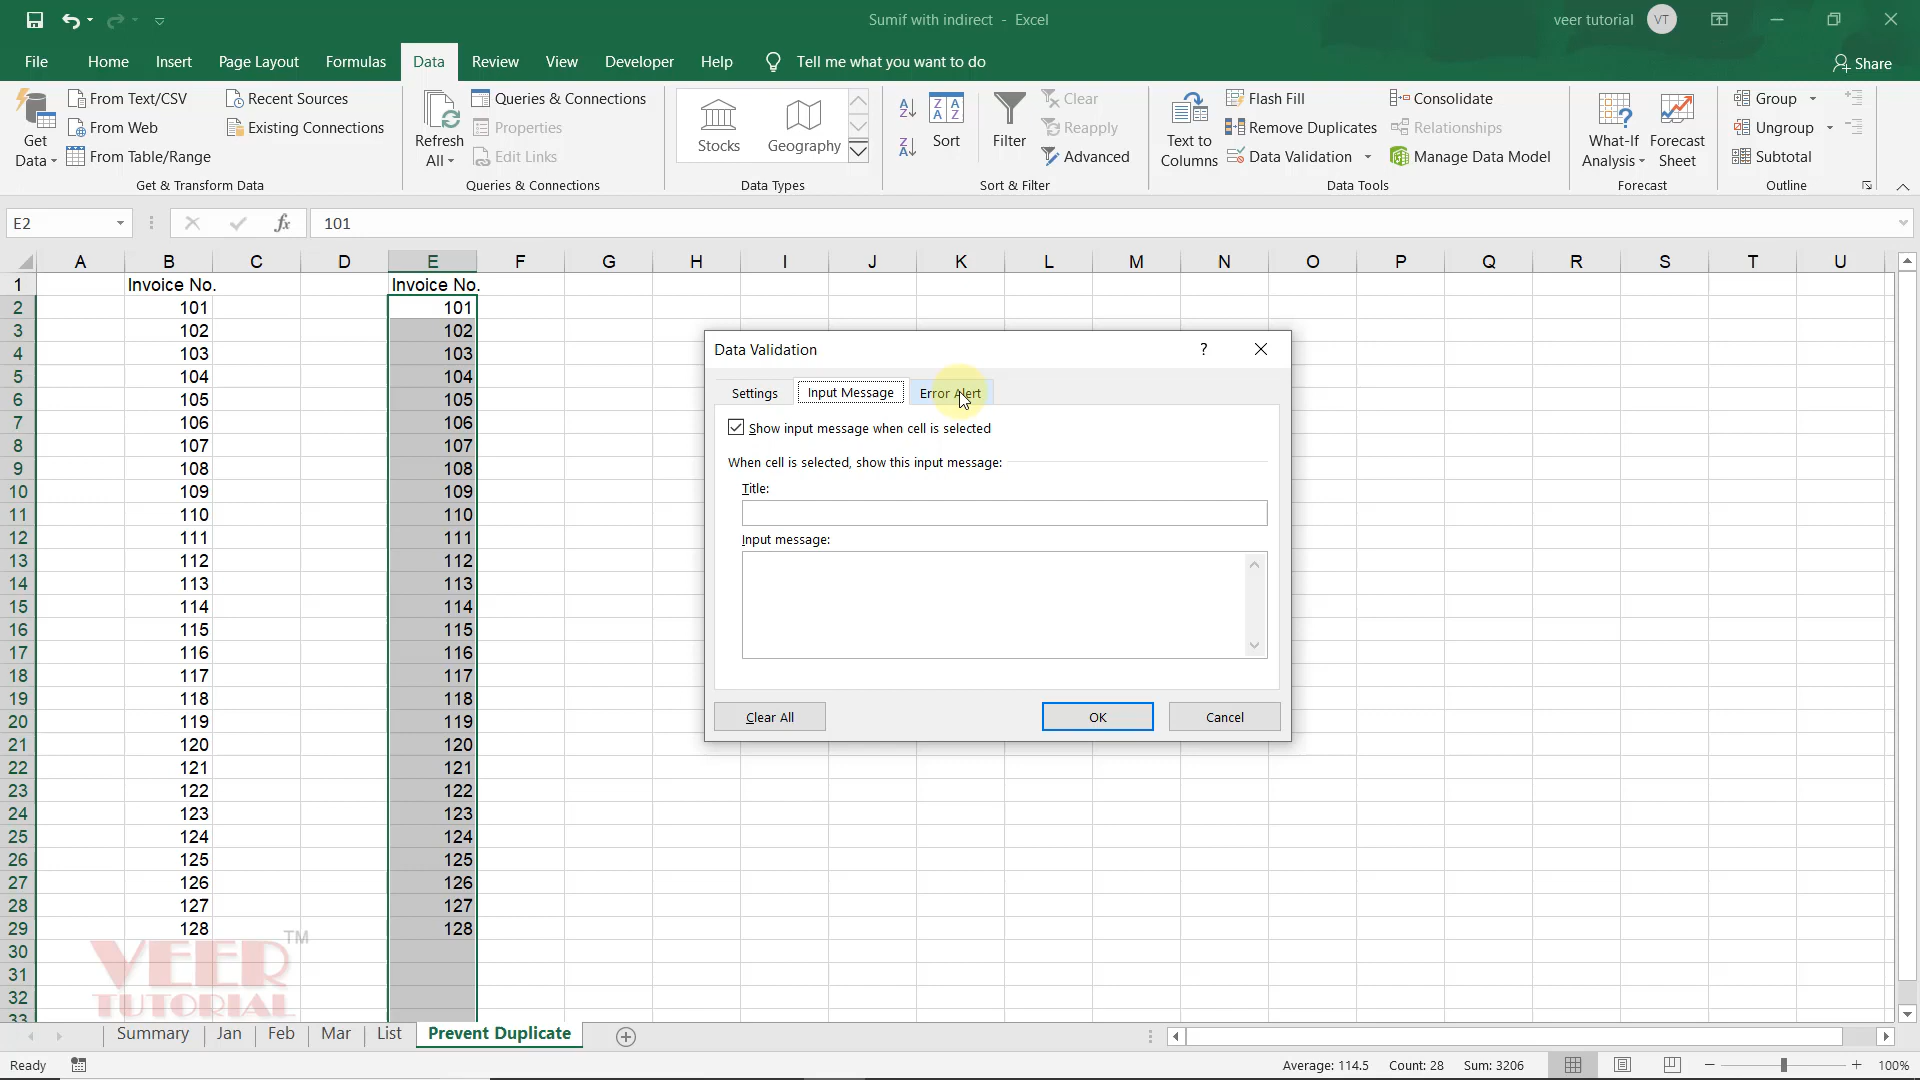 Sumif with indirect - Excel
veer tutorial VT
File Home Insert Page Layout Formulas Data Review View Developer Help Tell me what you want to do Share
Get Data
From Text/CSV
From Web
From Table/Range
Recent Sources
Existing Connections
Get & Transform Data
Refresh All
Queries & Connections
Properties
Edit Links
Queries & Connections
Stocks
Geography
Data Types
Sort
Filter
Clear
Reapply
Advanced
Sort & Filter
Text to Columns
Flash Fill
Remove Duplicates
Data Validation
Consolidate
Relationships
Manage Data Model
Data Tools
What-If Analysis
Forecast Sheet
Forecast
Group
Ungroup
Subtotal
Outline
E2 fx 101
A B C D E F G H I J K L M N O P Q R S T U
1 Invoice No. Invoice No.
2 101 101
3 102 102
4 103 103
5 104 104
6 105 105
7 106 106
8 107 107
9 108 108
10 109 109
11 110 110
12 111 111
13 112 112
14 113 113
15 114 114
16 115 115
17 116 116
18 117 117
19 118 118
20 119 119
21 120 120
22 121 121
23 122 122
24 123 123
25 124 124
26 125 125
27 126 126
28 127 127
29 128 128
30
31
32
33
Data Validation ?
Settings Input Message Error Alert
Show input message when cell is selected
When cell is selected, show this input message:
Title:
Input message:
Clear All OK Cancel
VEER TM
TUTORIAL
Summary Jan Feb Mar List Prevent Duplicate
Ready Average: 114.5 Count: 28 Sum: 3206 100%